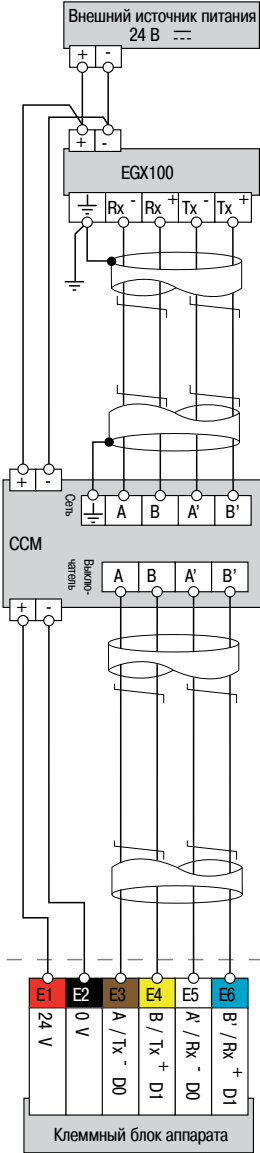 Внешний источник питания
24 В
+ -
+ -
EGX100
Rx - Rx + Tx - Tx +
+ -
Сеть
A B A' B'
CCM
Выклю-
чатель
A B A' B'
+ -
E1 E2 E3 E4 E5 E6
24 V
0 V
A / Tx - D0
B / Tx + D1
A' / Rx - D0
B' / Rx + D1
Клеммный блок аппарата